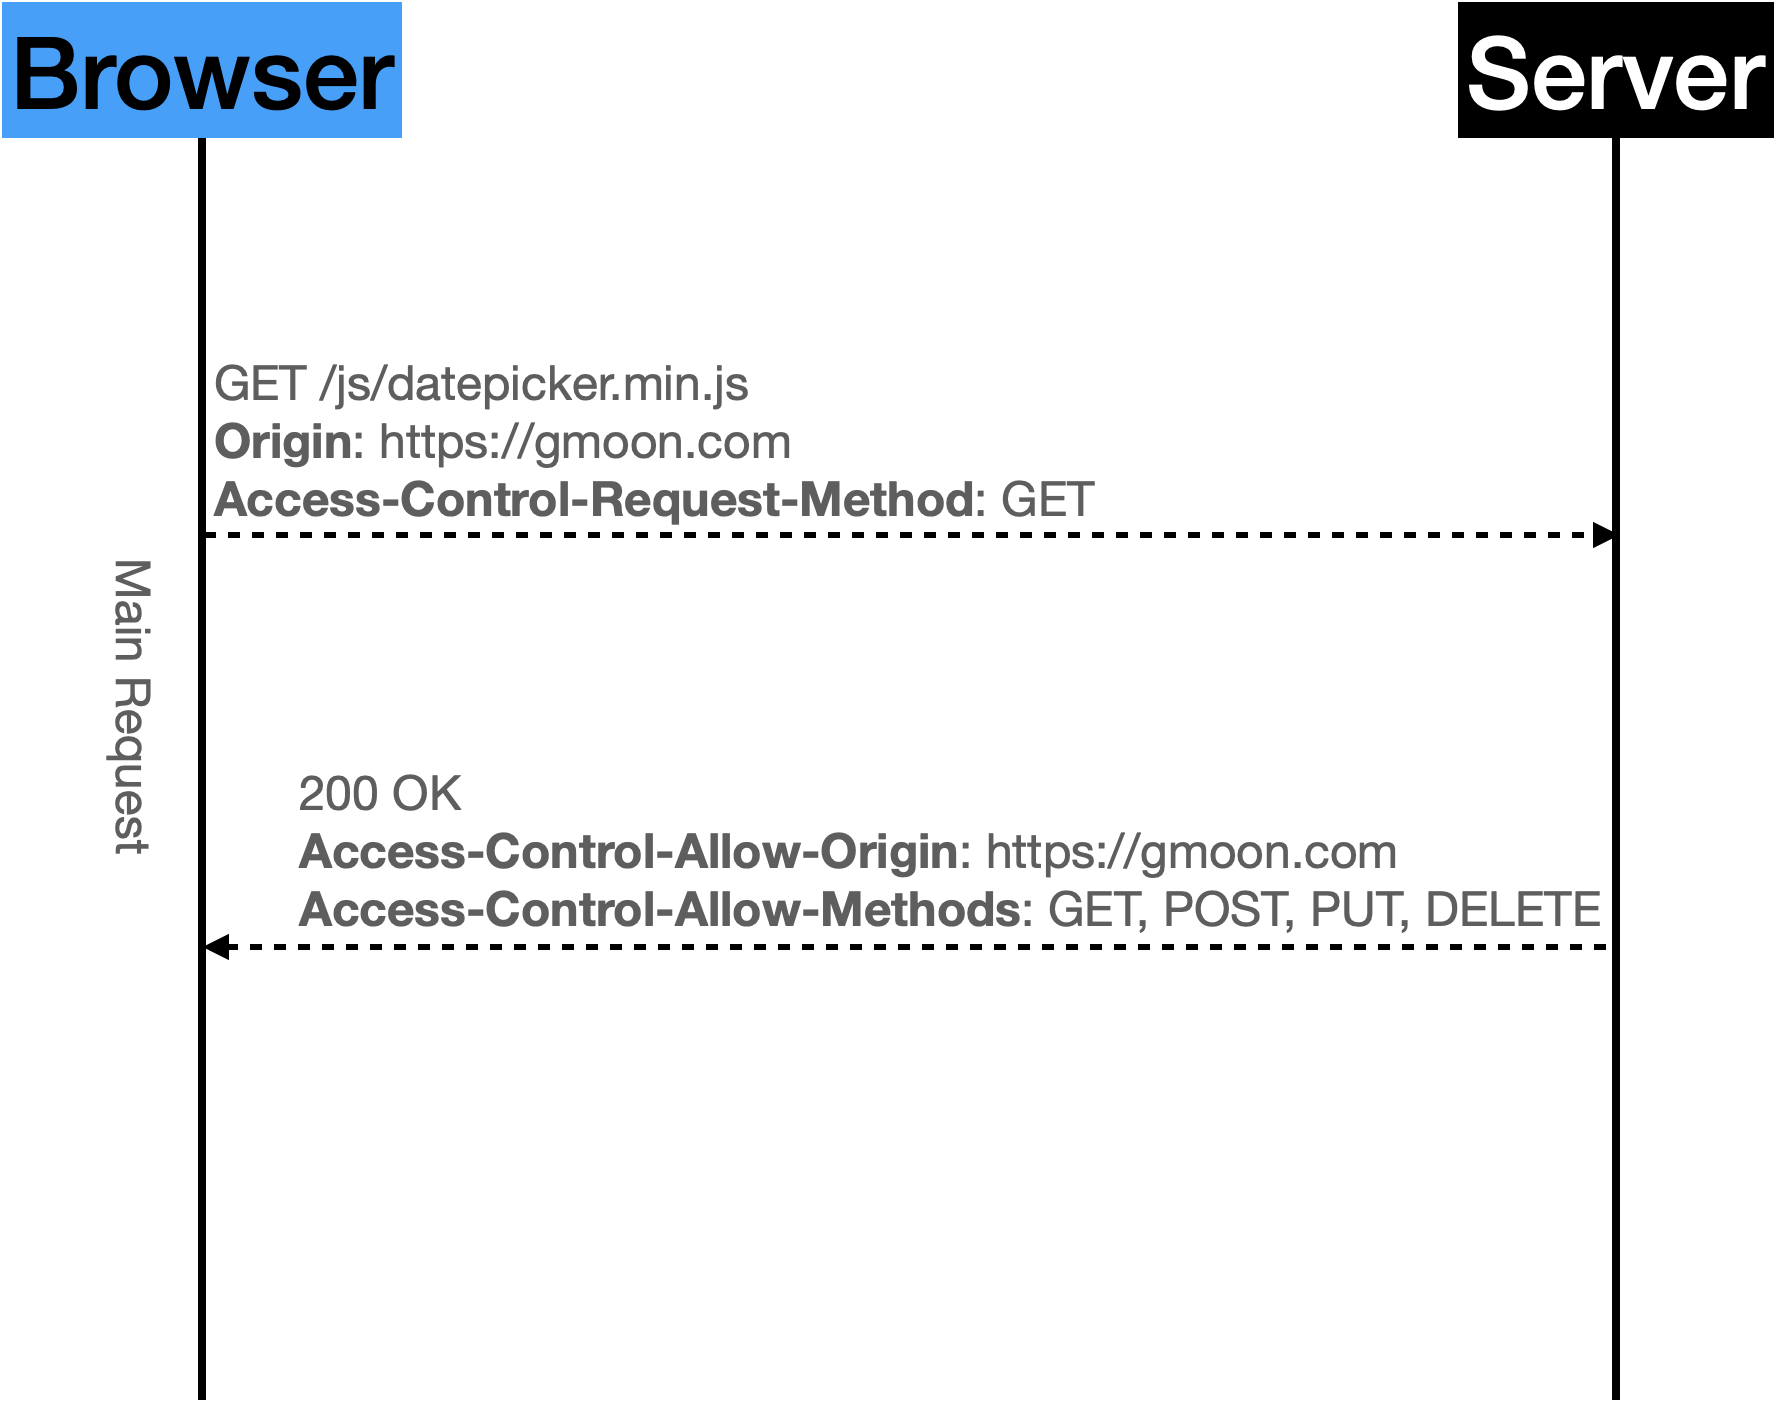 Browser
Server
GET /js/datepicker.min.js
Origin: https://gmoon.com
Access-Control-Request-Method: GET
Main Request
200 OK
Access-Control-Allow-Origin: https://gmoon.com
Access-Control-Allow-Methods: GET, POST, PUT, DELETE